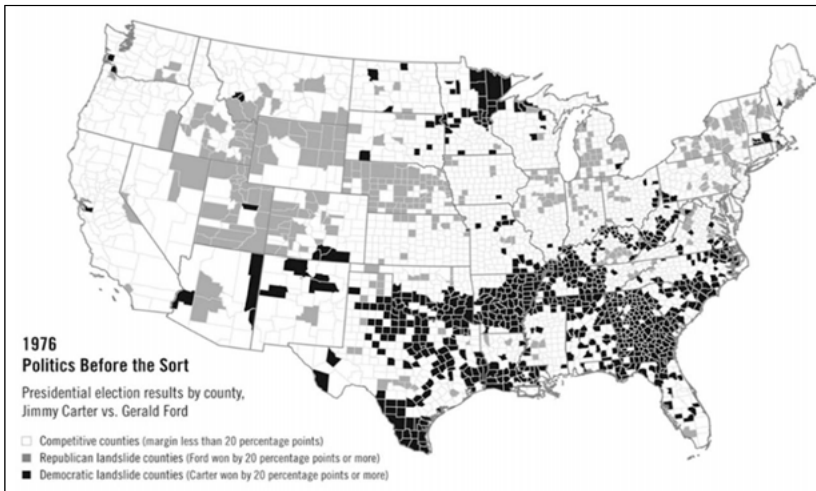 1976
Politics Before the Sort
Presidential election results by county,
Jimmy Carter vs. Gerald Ford
Competitive counties (margin less than 20 percentage points)
Republican landslide counties (Ford won by 20 percentage points or more)
Democratic landslide counties (Carter won by 20 percentage points or more)